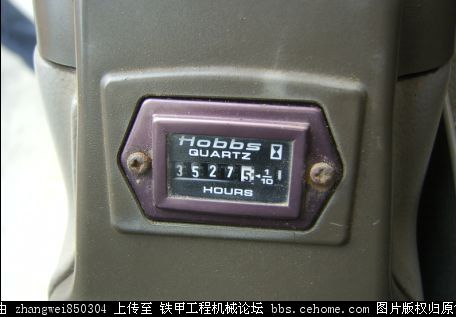 Hobbs
QUARTZ
35275 1/10
HOURS
由 zhangwei850304 上传至 铁甲工程机械论坛 bbs.cehome.com 图片版权归原